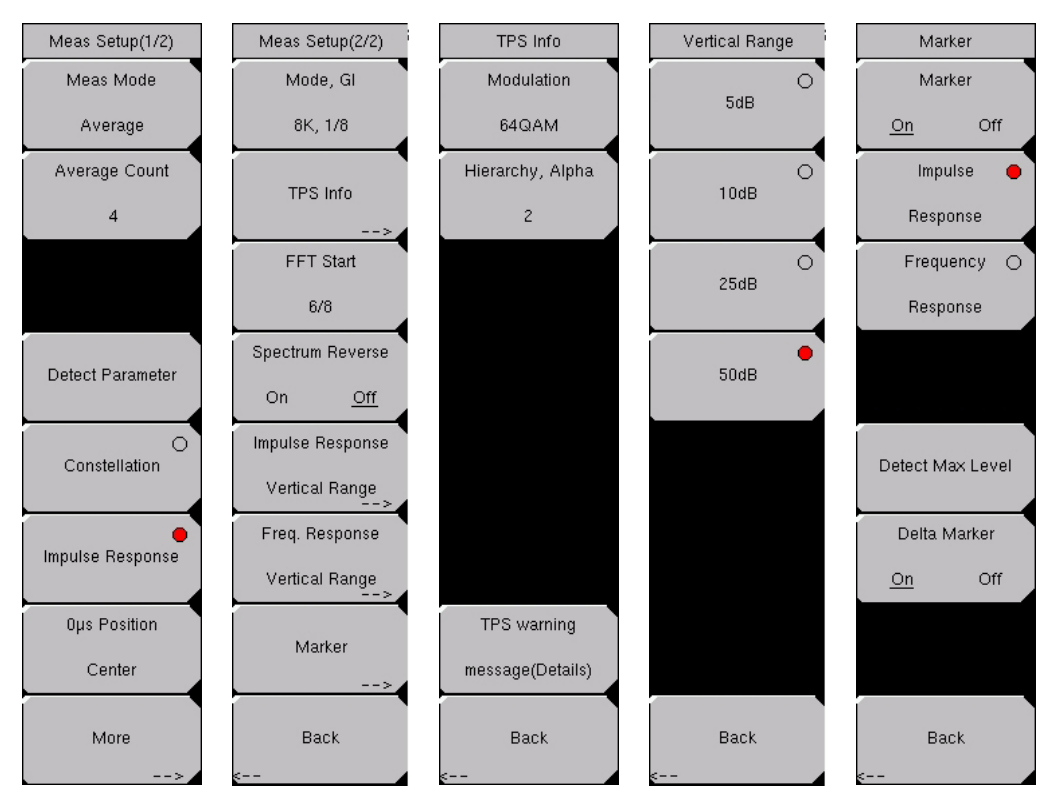 Meas Setup(1/2)
Meas Mode
Average
Average Count
4
Detect Parameter
Constellation
Impulse Response
0µs Position
Center
More
-->
Meas Setup(2/2)
Mode, GI
8K, 1/8
TPS Info
-->
FFT Start
6/8
Spectrum Reverse
On Off
Impulse Response
Vertical Range
-->
Freq. Response
Vertical Range
-->
Marker
-->
Back
<--
TPS Info
Modulation
64QAM
Hierarchy, Alpha
2
TPS warning
message(Details)
Back
<--
Vertical Range
5dB
10dB
25dB
50dB
Back
<--
Marker
Marker
On Off
Impulse
Response
Frequency
Response
Detect Max Level
Delta Marker
On Off
Back
<--